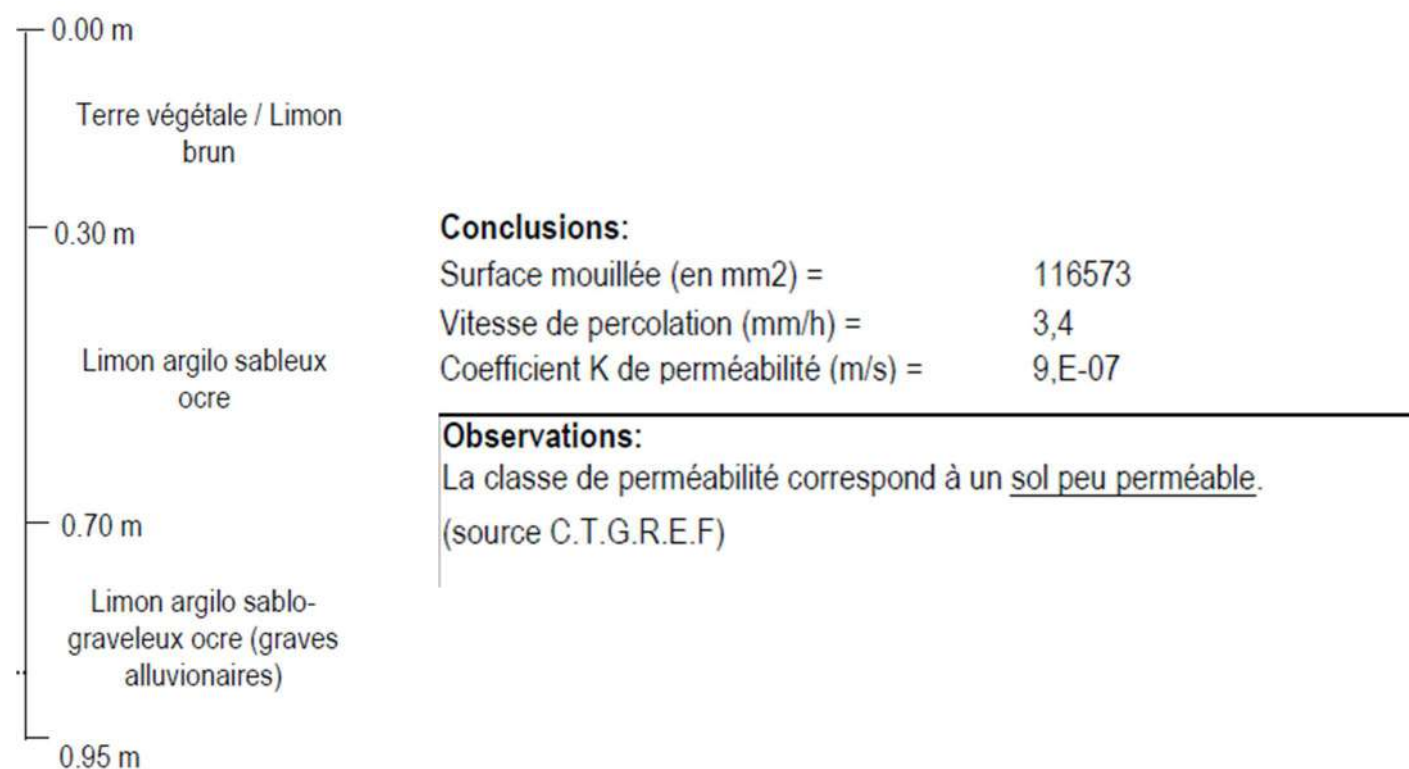 0.00 m
Terre végétale / Limon
brun
0.30 m
Limon argilo sableux
ocre
0.70 m
Limon argilo sablo-
graveleux ocre (graves
alluvionaires)
0.95 m
Conclusions:
Surface mouillée (en mm2) = 116573
Vitesse de percolation (mm/h) = 3,4
Coefficient K de perméabilité (m/s) = 9,E-07
Observations:
La classe de perméabilité correspond à un sol peu perméable.
(source C.T.G.R.E.F)